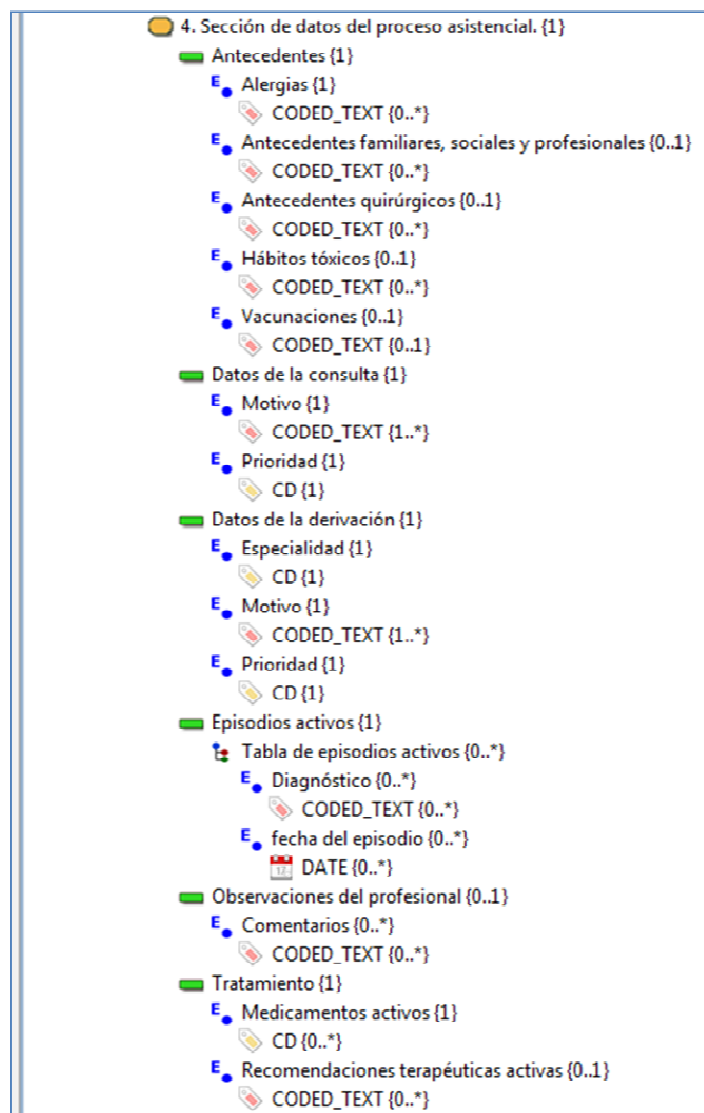 4. Sección de datos del proceso asistencial. {1}
Antecedentes {1}
E Alergias {1}
CODED_TEXT {0..*}
E Antecedentes familiares, sociales y profesionales {0..1}
CODED_TEXT {0..*}
E Antecedentes quirúrgicos {0..1}
CODED_TEXT {0..*}
E Hábitos tóxicos {0..1}
CODED_TEXT {0..*}
E Vacunaciones {0..1}
CODED_TEXT {0..1}
Datos de la consulta {1}
E Motivo {1}
CODED_TEXT {1..*}
E Prioridad {1}
CD {1}
Datos de la derivación {1}
E Especialidad {1}
CD {1}
E Motivo {1}
CODED_TEXT {1..*}
E Prioridad {1}
CD {1}
Episodios activos {1}
Tabla de episodios activos {0..*}
E Diagnóstico {0..*}
CODED_TEXT {0..*}
E fecha del episodio {0..*}
DATE {0..*}
Observaciones del profesional {0..1}
E Comentarios {0..*}
CODED_TEXT {0..*}
Tratamiento {1}
E Medicamentos activos {1}
CD {0..*}
E Recomendaciones terapéuticas activas {0..1}
CODED_TEXT {0..*}